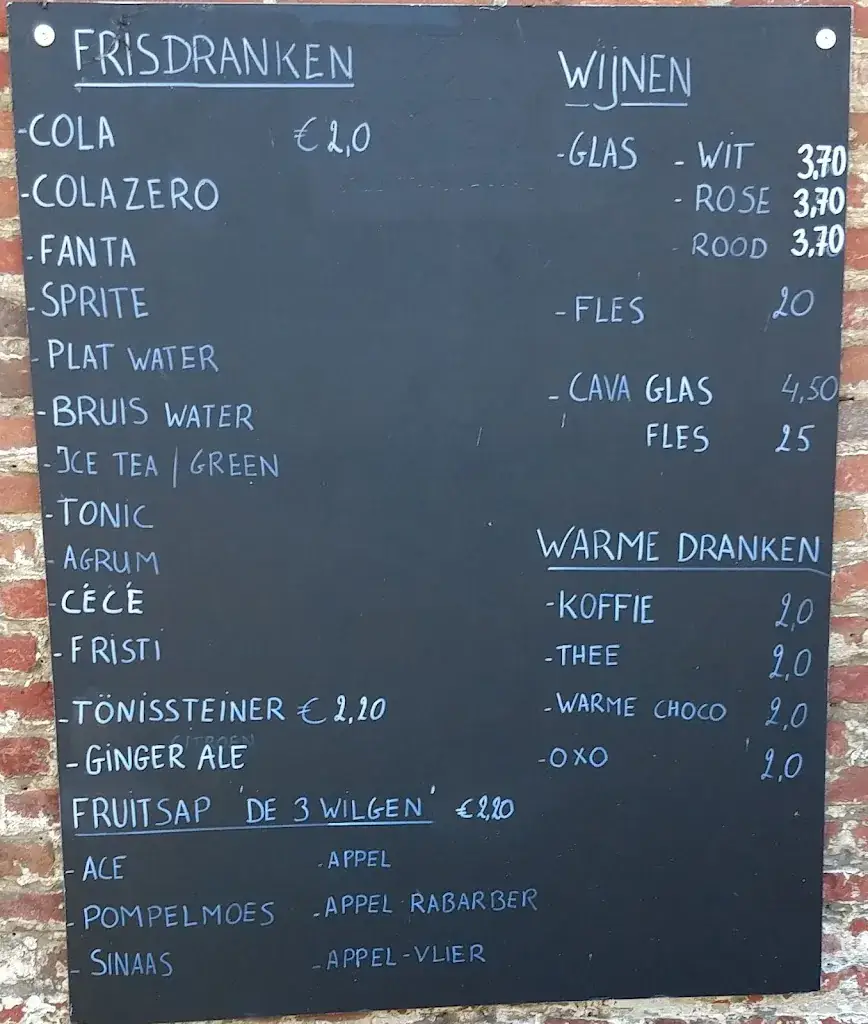 FRISDRANKEN
-COLA €2,0
-COLA ZERO
-FANTA
-SPRITE
-PLAT WATER
-BRUIS WATER
-ICE TEA / GREEN
-TONIC
-AGRUM
-CÉCÉ
-FRISTI
-TÖNISSTEINER €2,20
CITROEN
-GINGER ALE
FRUITSAP 'DE 3 WILGEN' €2,20
-ACE -APPEL
-POMPELMOES -APPEL RABARBER
-SINAAS -APPEL-VLIER
WIJNEN
-GLAS -WIT 3,70
-ROSE 3,70
-ROOD 3,70
-FLES 20
-CAVA GLAS 4,50
FLES 25
WARME DRANKEN
-KOFFIE 2,0
-THEE 2,0
-WARME CHOCO 2,0
-OXO 2,0